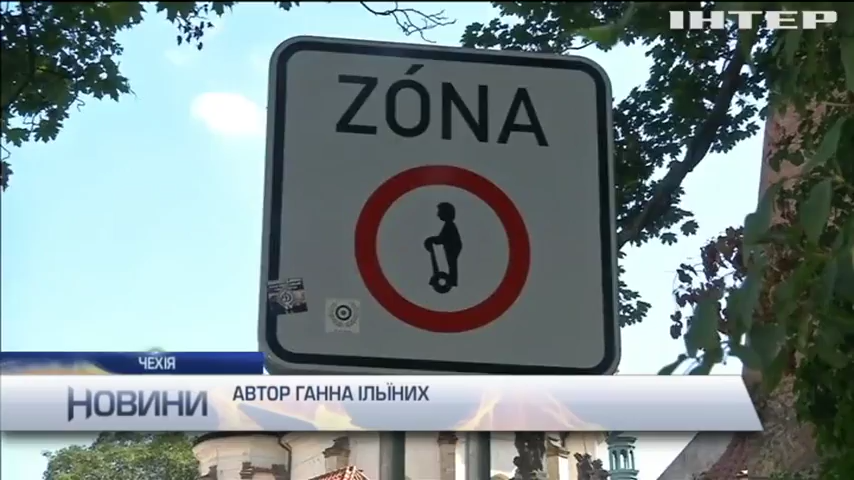 ІНТЕР
ZÓNA
ЧЕХІЯ
НОВИНИ
АВТОР ГАННА ІЛЬЇНИХ